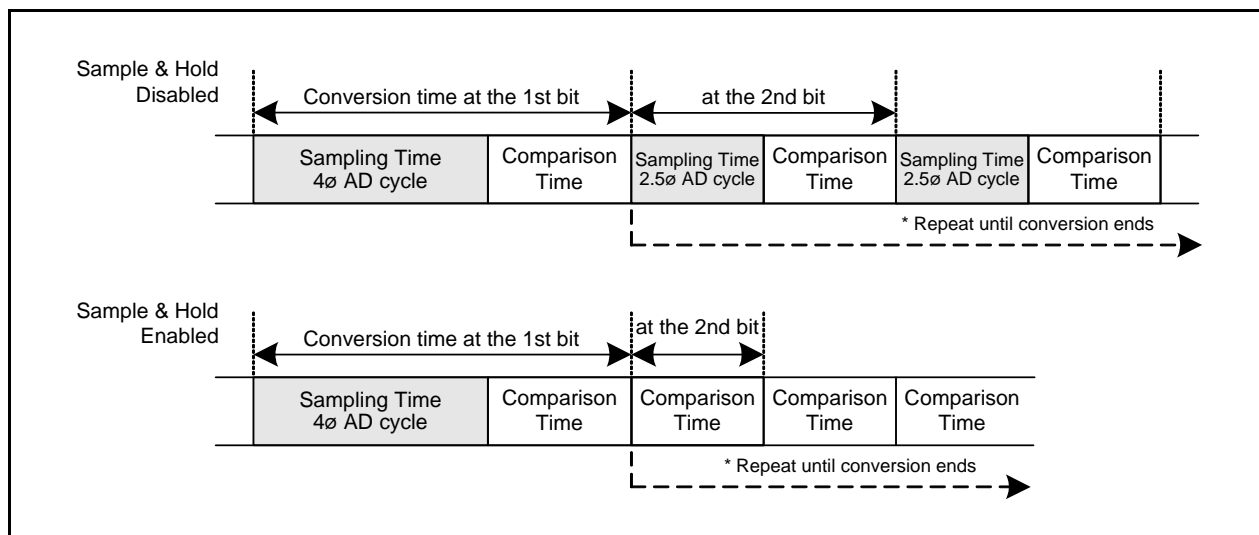 Sample & Hold
Disabled
Conversion time at the 1st bit
at the 2nd bit
Sampling Time
4ø AD cycle
Comparison
Time
Sampling Time
2.5ø AD cycle
Comparison
Time
Sampling Time
2.5ø AD cycle
Comparison
Time
* Repeat until conversion ends
Sample & Hold
Enabled
Conversion time at the 1st bit
at the 2nd bit
Sampling Time
4ø AD cycle
Comparison
Time
Comparison
Time
Comparison
Time
Comparison
Time
* Repeat until conversion ends